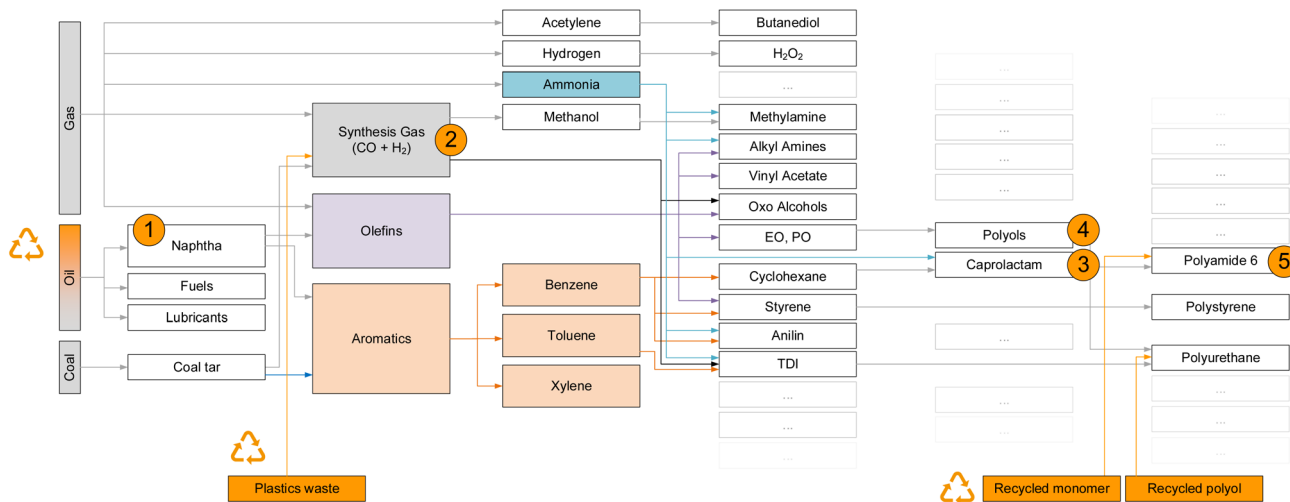 Acetylene
Butanediol
Hydrogen
H₂O₂
Ammonia
...
...
...
Gas
Synthesis Gas
(CO + H₂)
2
Methanol
Methylamine
...
...
Alkyl Amines
...
...
Vinyl Acetate
...
...
Olefins
Oxo Alcohols
...
...
1
Naphtha
EO, PO
Polyols
4
Oil
Caprolactam
3
Polyamide 6
5
Fuels
Benzene
Cyclohexane
Lubricants
Styrene
Polystyrene
Aromatics
Toluene
Anilin
...
Coal
Coal tar
TDI
Polyurethane
Xylene
...
...
...
...
...
...
...
...
Plastics waste
Recycled monomer
Recycled polyol